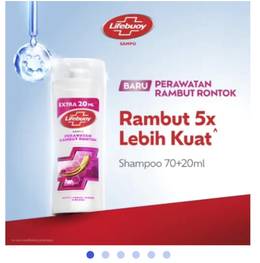 Lifebuoy
SAMPO
EXTRA 20 ML
Lifebuoy
PERAWATAN
RAMBUT RONTOK
BARU PERAWATAN
RAMBUT RONTOK
Rambut 5x
Lebih Kuat^
Shampoo 70+20ml